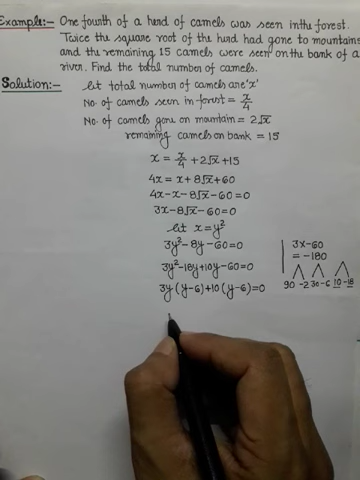 Example:- One fourth of a herd of camels was seen in the forest.
Twice the square root of the herd had gone to mountains
and the remaining 15 camels were seen on the bank of a
river. Find the total number of camels.
Solution:- let total number of camels are 'x'
No. of camels seen in forest = x/4
No. of camels gone on mountain = 2√x
remaining camels on bank = 15
x = x/4 + 2√x + 15
4x = x + 8√x + 60
4x - x - 8√x - 60 = 0
3x - 8√x - 60 = 0
let x = y²
3y² - 8y - 60 = 0
3y² - 18y + 10y - 60 = 0
3y (y - 6) + 10 (y - 6) = 0
3x-60
= -180
90 -2 30 -6 10 -18